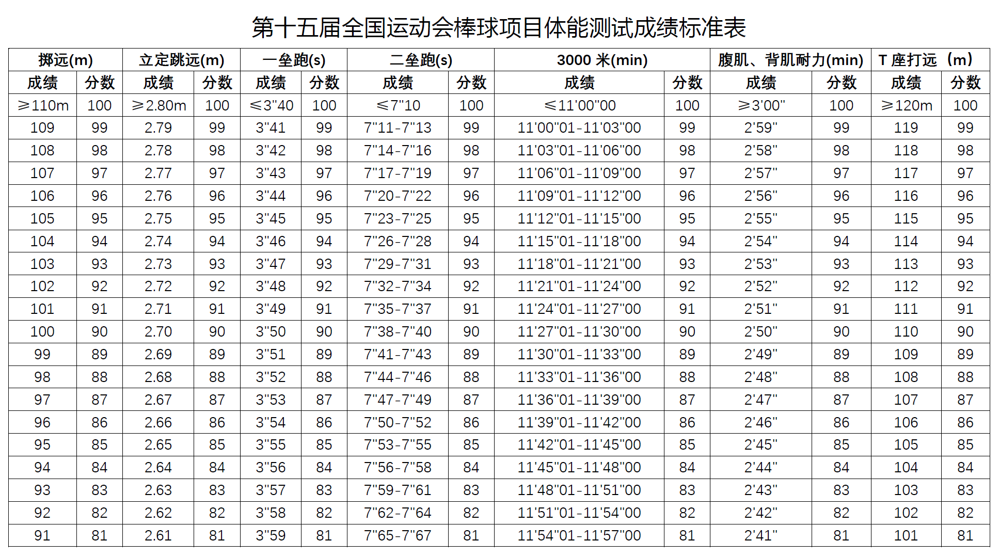 第十五届全国运动会棒球项目体能测试成绩标准表
掷远(m) 立定跳远(m) 一垒跑(s) 二垒跑(s) 3000 米(min) 腹肌、背肌耐力(min) T 座打远（m）
成绩 分数 成绩 分数 成绩 分数 成绩 分数 成绩 分数 成绩 分数 成绩 分数
≥110m 100 ≥2.80m 100 ≤3"40 100 ≤7"10 100 ≤11'00"00 100 ≥3'00" 100 ≥120m 100
109 99 2.79 99 3"41 99 7"11-7"13 99 11'00"01-11'03"00 99 2'59" 99 119 99
108 98 2.78 98 3"42 98 7"14-7"16 98 11'03"01-11'06"00 98 2'58" 98 118 98
107 97 2.77 97 3"43 97 7"17-7"19 97 11'06"01-11'09"00 97 2'57" 97 117 97
106 96 2.76 96 3"44 96 7"20-7"22 96 11'09"01-11'12"00 96 2'56" 96 116 96
105 95 2.75 95 3"45 95 7"23-7"25 95 11'12"01-11'15"00 95 2'55" 95 115 95
104 94 2.74 94 3"46 94 7"26-7"28 94 11'15"01-11'18"00 94 2'54" 94 114 94
103 93 2.73 93 3"47 93 7"29-7"31 93 11'18"01-11'21"00 93 2'53" 93 113 93
102 92 2.72 92 3"48 92 7"32-7"34 92 11'21"01-11'24"00 92 2'52" 92 112 92
101 91 2.71 91 3"49 91 7"35-7"37 91 11'24"01-11'27"00 91 2'51" 91 111 91
100 90 2.70 90 3"50 90 7"38-7"40 90 11'27"01-11'30"00 90 2'50" 90 110 90
99 89 2.69 89 3"51 89 7"41-7"43 89 11'30"01-11'33"00 89 2'49" 89 109 89
98 88 2.68 88 3"52 88 7"44-7"46 88 11'33"01-11'36"00 88 2'48" 88 108 88
97 87 2.67 87 3"53 87 7"47-7"49 87 11'36"01-11'39"00 87 2'47" 87 107 87
96 86 2.66 86 3"54 86 7"50-7"52 86 11'39"01-11'42"00 86 2'46" 86 106 86
95 85 2.65 85 3"55 85 7"53-7"55 85 11'42"01-11'45"00 85 2'45" 85 105 85
94 84 2.64 84 3"56 84 7"56-7"58 84 11'45"01-11'48"00 84 2'44" 84 104 84
93 83 2.63 83 3"57 83 7"59-7"61 83 11'48"01-11'51"00 83 2'43" 83 103 83
92 82 2.62 82 3"58 82 7"62-7"64 82 11'51"01-11'54"00 82 2'42" 82 102 82
91 81 2.61 81 3"59 81 7"65-7"67 81 11'54"01-11'57"00 81 2'41" 81 101 81